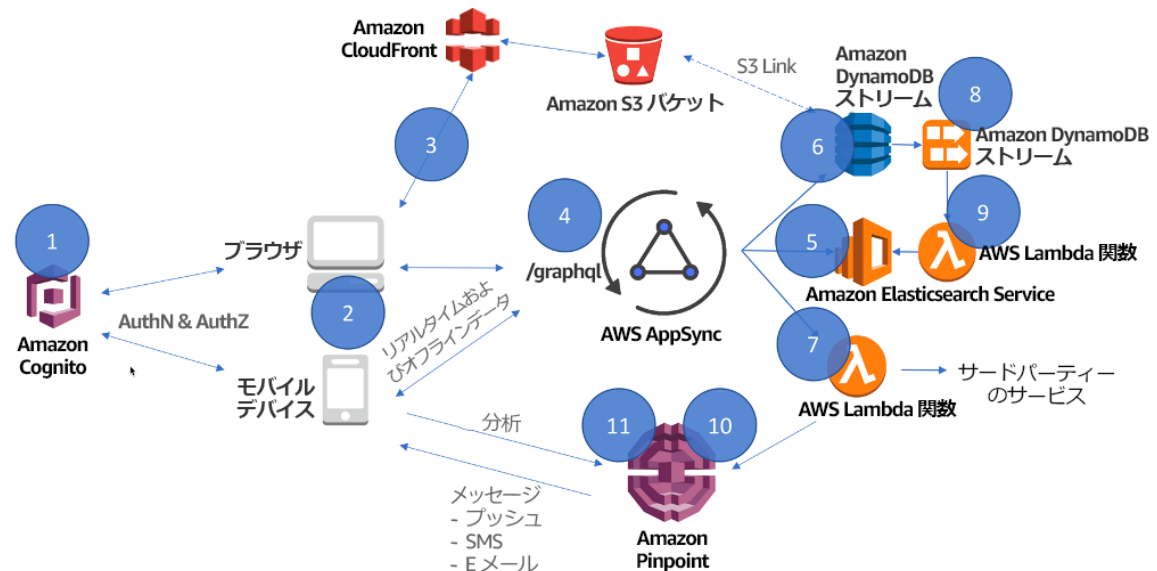 Amazon
CloudFront
Amazon S3 バケット
S3 Link
Amazon
DynamoDB
ストリーム
8
Amazon DynamoDB
ストリーム
3
6
1
Amazon
Cognito
AuthN & AuthZ
ブラウザ
2
モバイル
デバイス
4
/graphql
リアルタイムおよ
びオフラインデータ
AWS AppSync
5
9
AWS Lambda 関数
Amazon Elasticsearch Service
7
AWS Lambda 関数
サードパーティー
のサービス
分析
11
10
メッセージ
- プッシュ
- SMS
- E メール
Amazon
Pinpoint